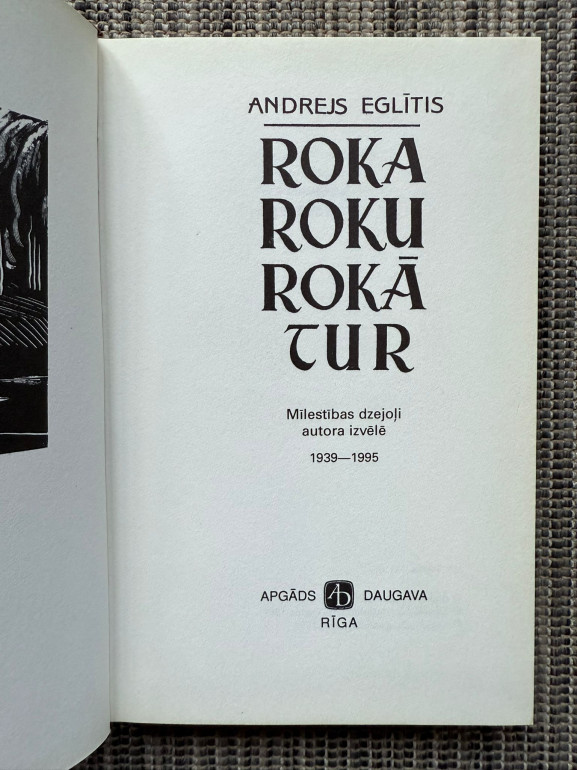 ANDREJS EGLĪTIS
ROKA
ROKU
ROKĀ
TUR
Mīlestības dzejoļi
autora izvēlē
1939—1995
APGĀDS AD DAUGAVA
RĪGA